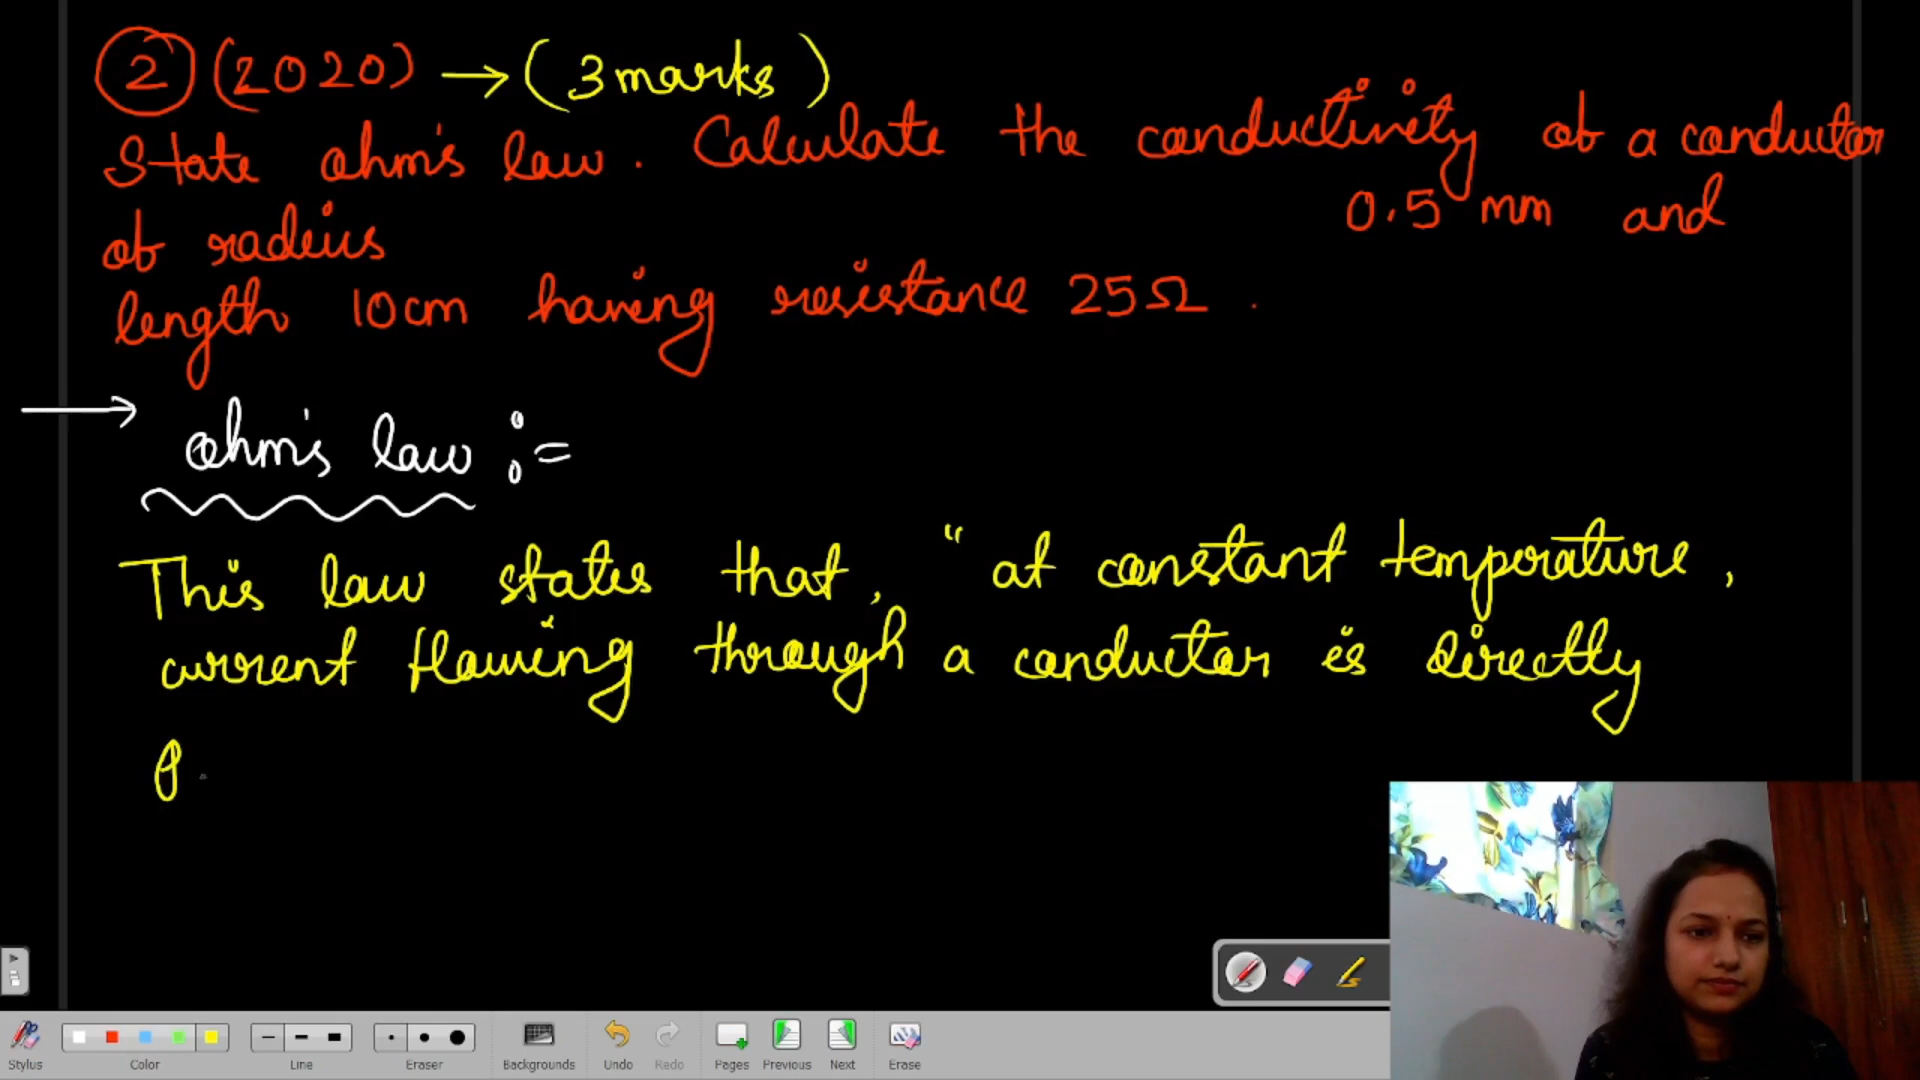 2 (2020) → (3 marks)
State ohm's law. Calculate the conductivity of a conductor
of radius 0.5 mm and
length 10cm having resistance 25Ω.
→ ohm's law :=
This law states that, " at constant temperature,
current flowing through a conductor is directly
p
Stylus Color Line Eraser Backgrounds Undo Redo Pages Previous Next Erase